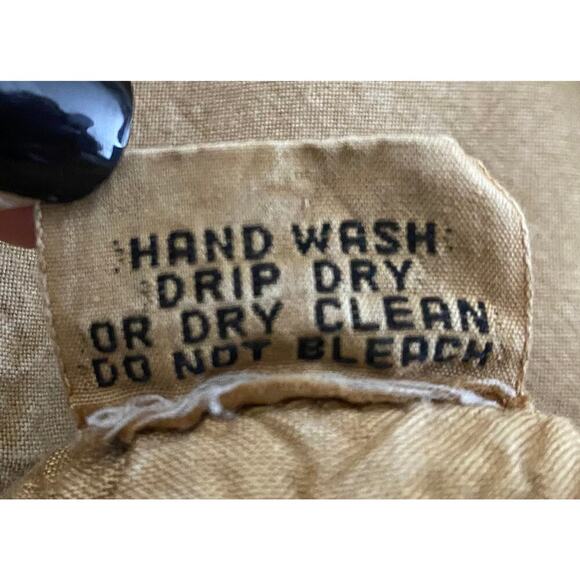 HAND WASH
DRIP DRY
OR DRY CLEAN
DO NOT BLEACH